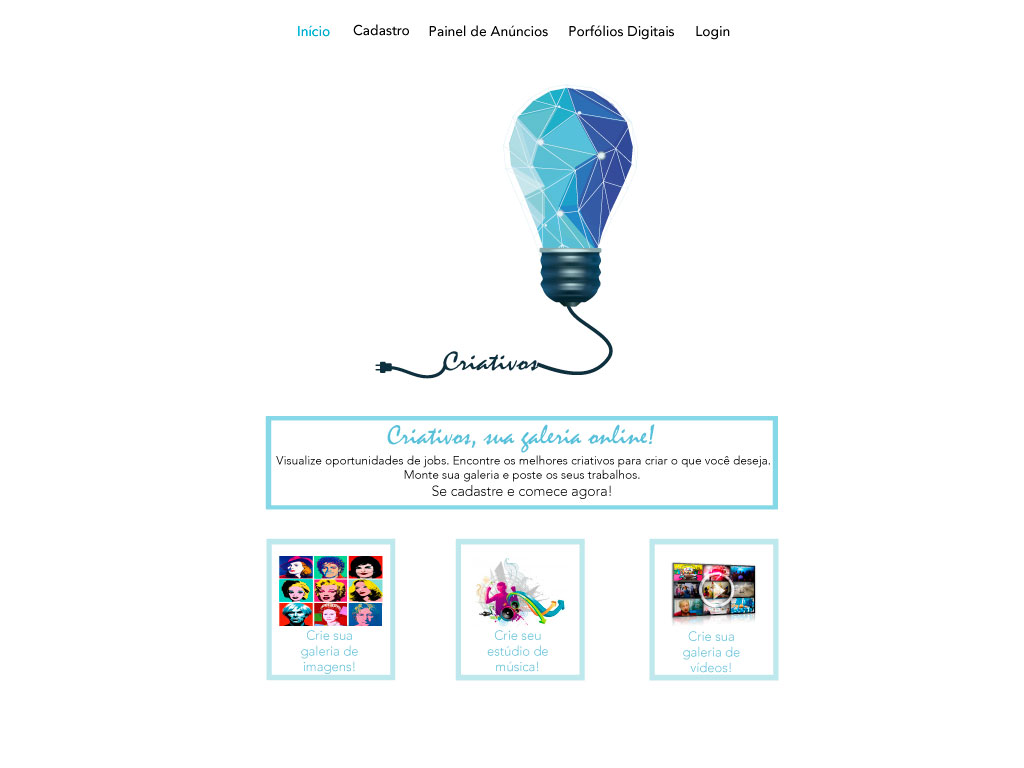 Início Cadastro Painel de Anúncios Porfólios Digitais Login
Criativos
Criativos, sua galeria online!
Visualize oportunidades de jobs. Encontre os melhores criativos para criar o que você deseja.
Monte sua galeria e poste os seus trabalhos.
Se cadastre e comece agora!
Crie sua
galeria de
imagens!
Crie seu
estúdio de
música!
Crie sua
galeria de
vídeos!